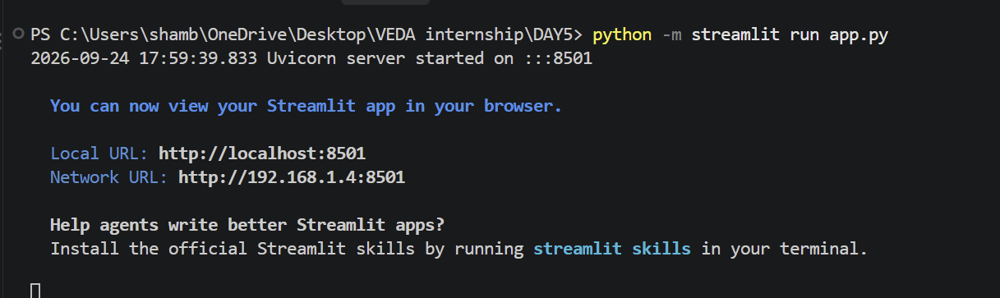 PS C:\Users\shamb\OneDrive\Desktop\VEDA internship\DAY5> python -m streamlit run app.py
2026-09-24 17:59:39.833 Uvicorn server started on :::8501
You can now view your Streamlit app in your browser.
Local URL: http://localhost:8501
Network URL: http://192.168.1.4:8501
Help agents write better Streamlit apps?
Install the official Streamlit skills by running streamlit skills in your terminal.